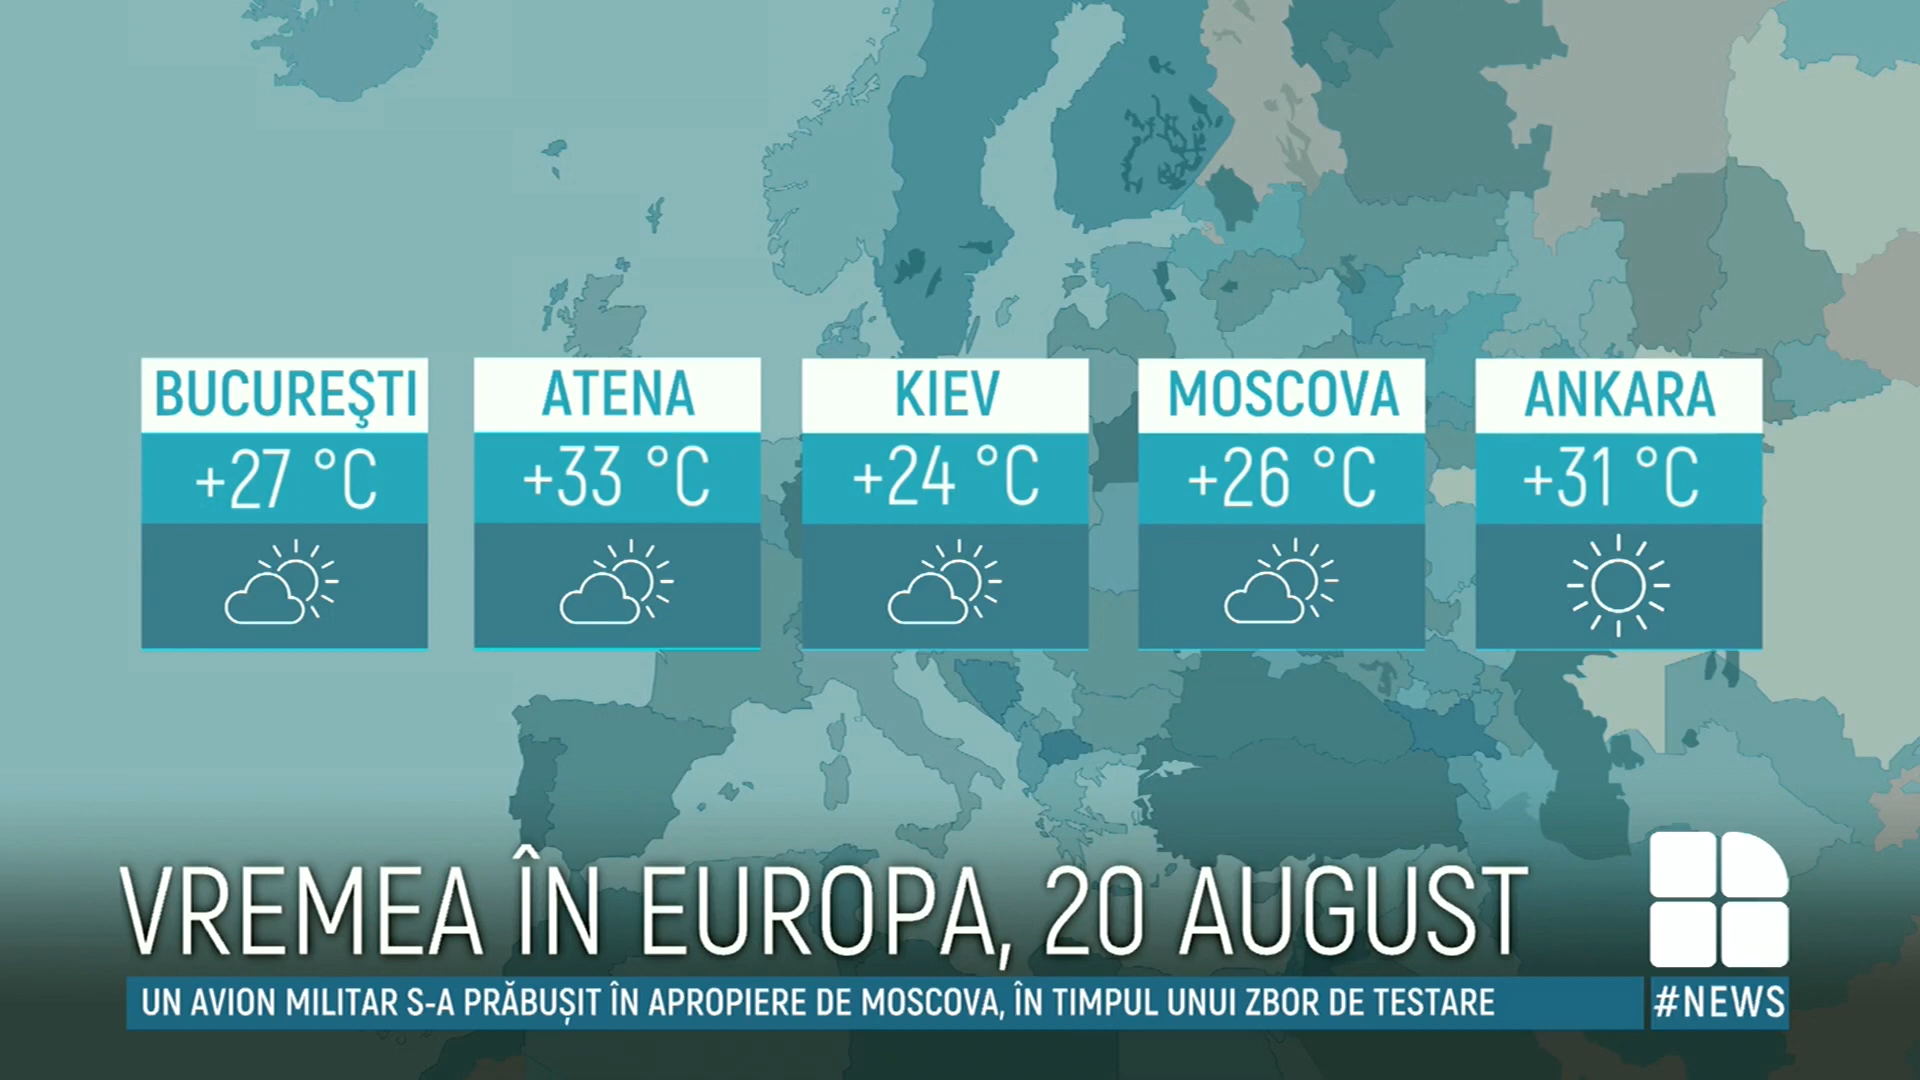 BUCUREŞTI
+27 °C
ATENA
+33 °C
KIEV
+24 °C
MOSCOVA
+26 °C
ANKARA
+31 °C
VREMEA ÎN EUROPA, 20 AUGUST
UN AVION MILITAR S-A PRĂBUȘIT ÎN APROPIERE DE MOSCOVA, ÎN TIMPUL UNUI ZBOR DE TESTARE
#NEWS